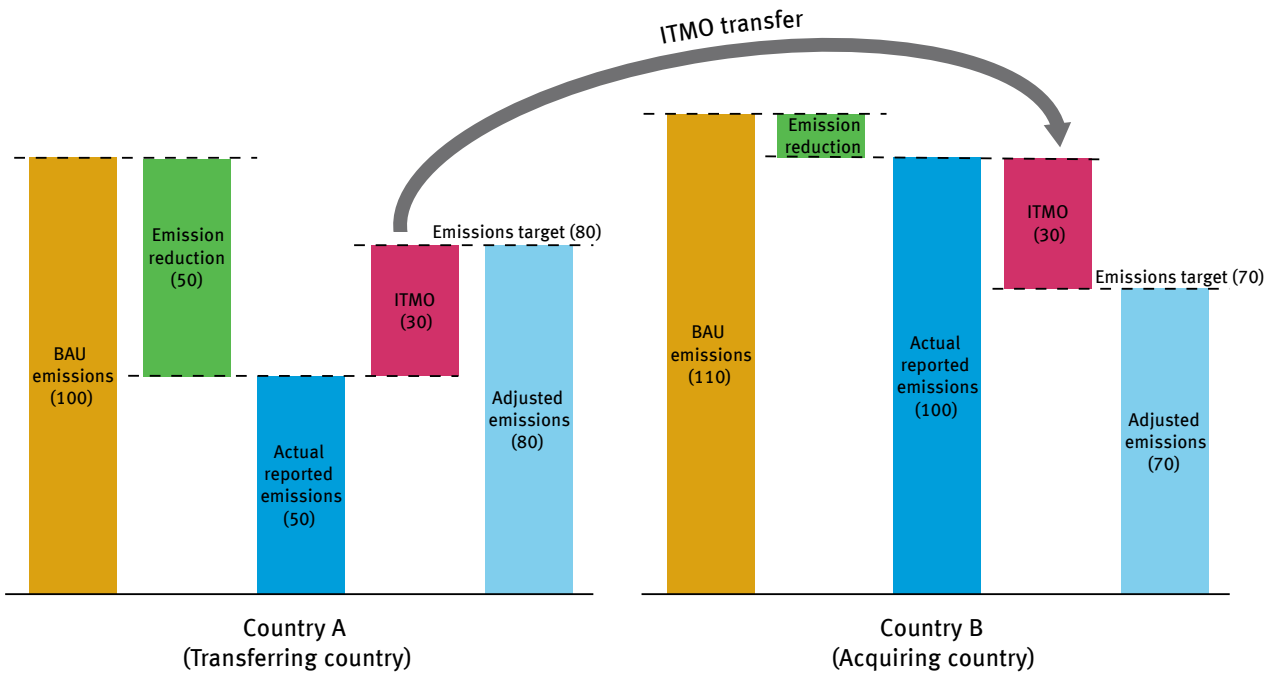 ITMO transfer
BAU
emissions
(100)
Emission
reduction
(50)
Actual
reported
emissions
(50)
ITMO
(30)
Emissions target (80)
Adjusted
emissions
(80)
Country A
(Transferring country)
BAU
emissions
(110)
Emission
reduction
Actual
reported
emissions
(100)
ITMO
(30)
Emissions target (70)
Adjusted
emissions
(70)
Country B
(Acquiring country)